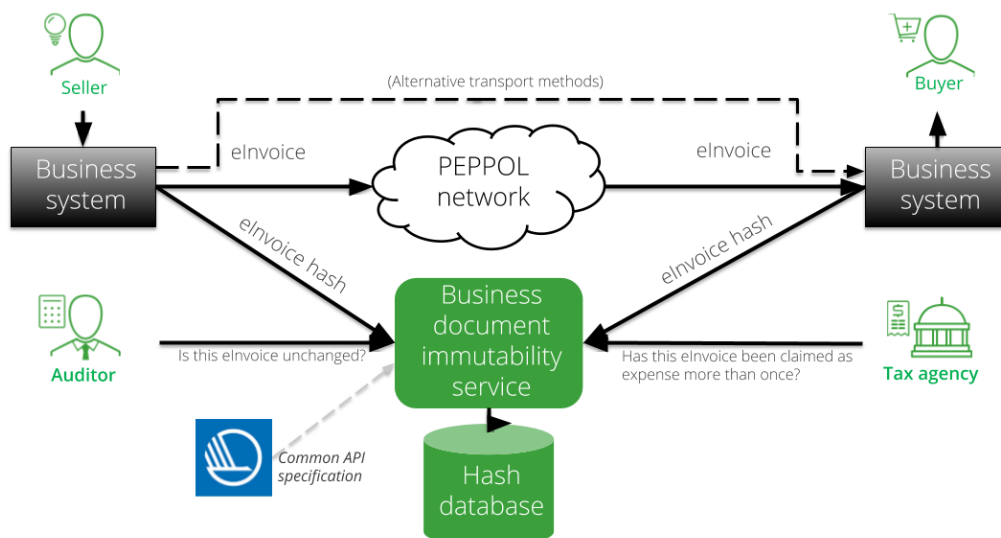 Seller
Buyer
(Alternative transport methods)
Business
system
eInvoice
PEPPOL
network
eInvoice
Business
system
eInvoice hash
eInvoice hash
Business
document
immutability
service
Auditor
Is this eInvoice unchanged?
Has this eInvoice been claimed as
expense more than once?
Tax agency
Common API
specification
Hash
database